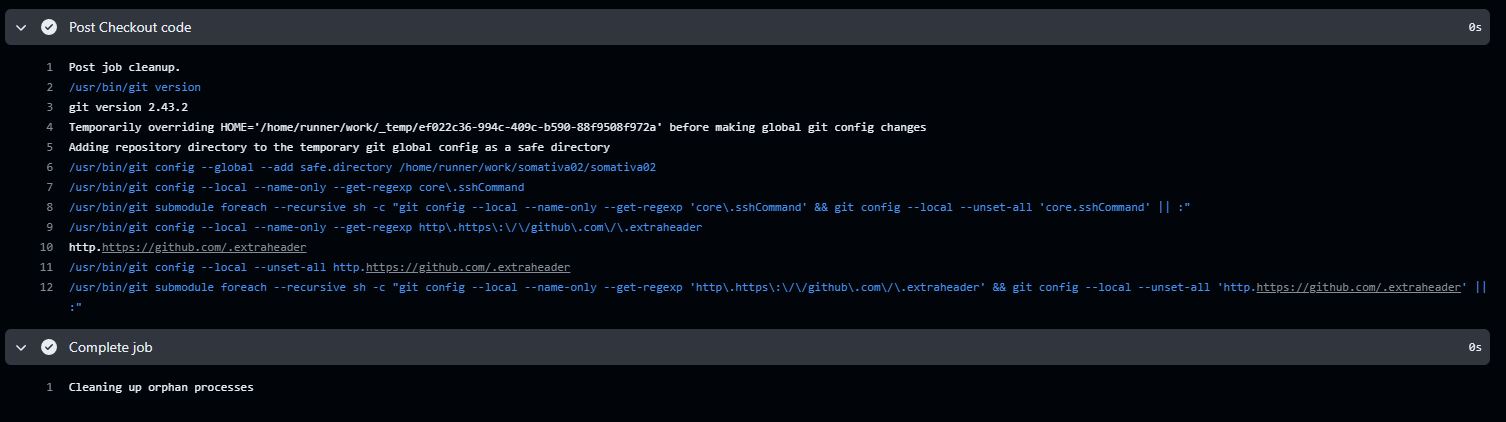 Post Checkout code 0s
1 Post job cleanup.
2 /usr/bin/git version
3 git version 2.43.2
4 Temporarily overriding HOME='/home/runner/work/_temp/ef022c36-994c-409c-b590-88f9508f972a' before making global git config changes
5 Adding repository directory to the temporary git global config as a safe directory
6 /usr/bin/git config --global --add safe.directory /home/runner/work/somativa02/somativa02
7 /usr/bin/git config --local --name-only --get-regexp core\.sshCommand
8 /usr/bin/git submodule foreach --recursive sh -c "git config --local --name-only --get-regexp 'core\.sshCommand' && git config --local --unset-all 'core.sshCommand' || :"
9 /usr/bin/git config --local --name-only --get-regexp http\.https\:\/\/github\.com\/\.extraheader
10 http.https://github.com/.extraheader
11 /usr/bin/git config --local --unset-all http.https://github.com/.extraheader
12 /usr/bin/git submodule foreach --recursive sh -c "git config --local --name-only --get-regexp 'http\.https\:\/\/github\.com\/\.extraheader' && git config --local --unset-all 'http.https://github.com/.extraheader' ||
:"
Complete job 0s
1 Cleaning up orphan processes